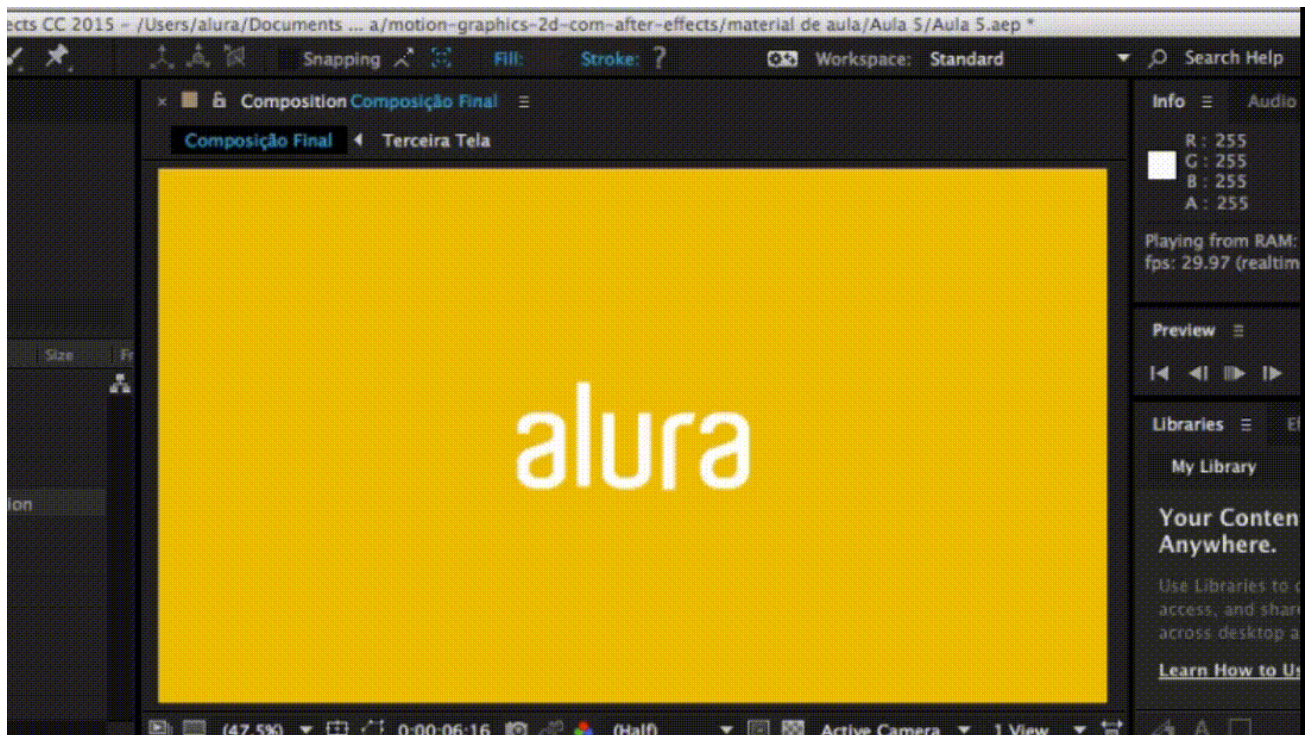 ects CC 2015 - /Users/alura/Documents ... a/motion-graphics-2d-com-after-effects/material de aula/Aula 5/Aula 5.aep *
Snapping Fill: Stroke: ? Workspace: Standard Search Help
× Composition Composição Final
Composição Final Terceira Tela
Info Audio
R : 255
G : 255
B : 255
A : 255
Playing from RAM:
fps: 29.97 (realtim
Preview
Size Fr
alura
Libraries Ef
My Library
ion
Your Conten
Anywhere.
Use Libraries to c
access, and share
across desktop a
Learn How to Us
(47.5%) 0:00:06:16 (Half) Active Camera 1 View